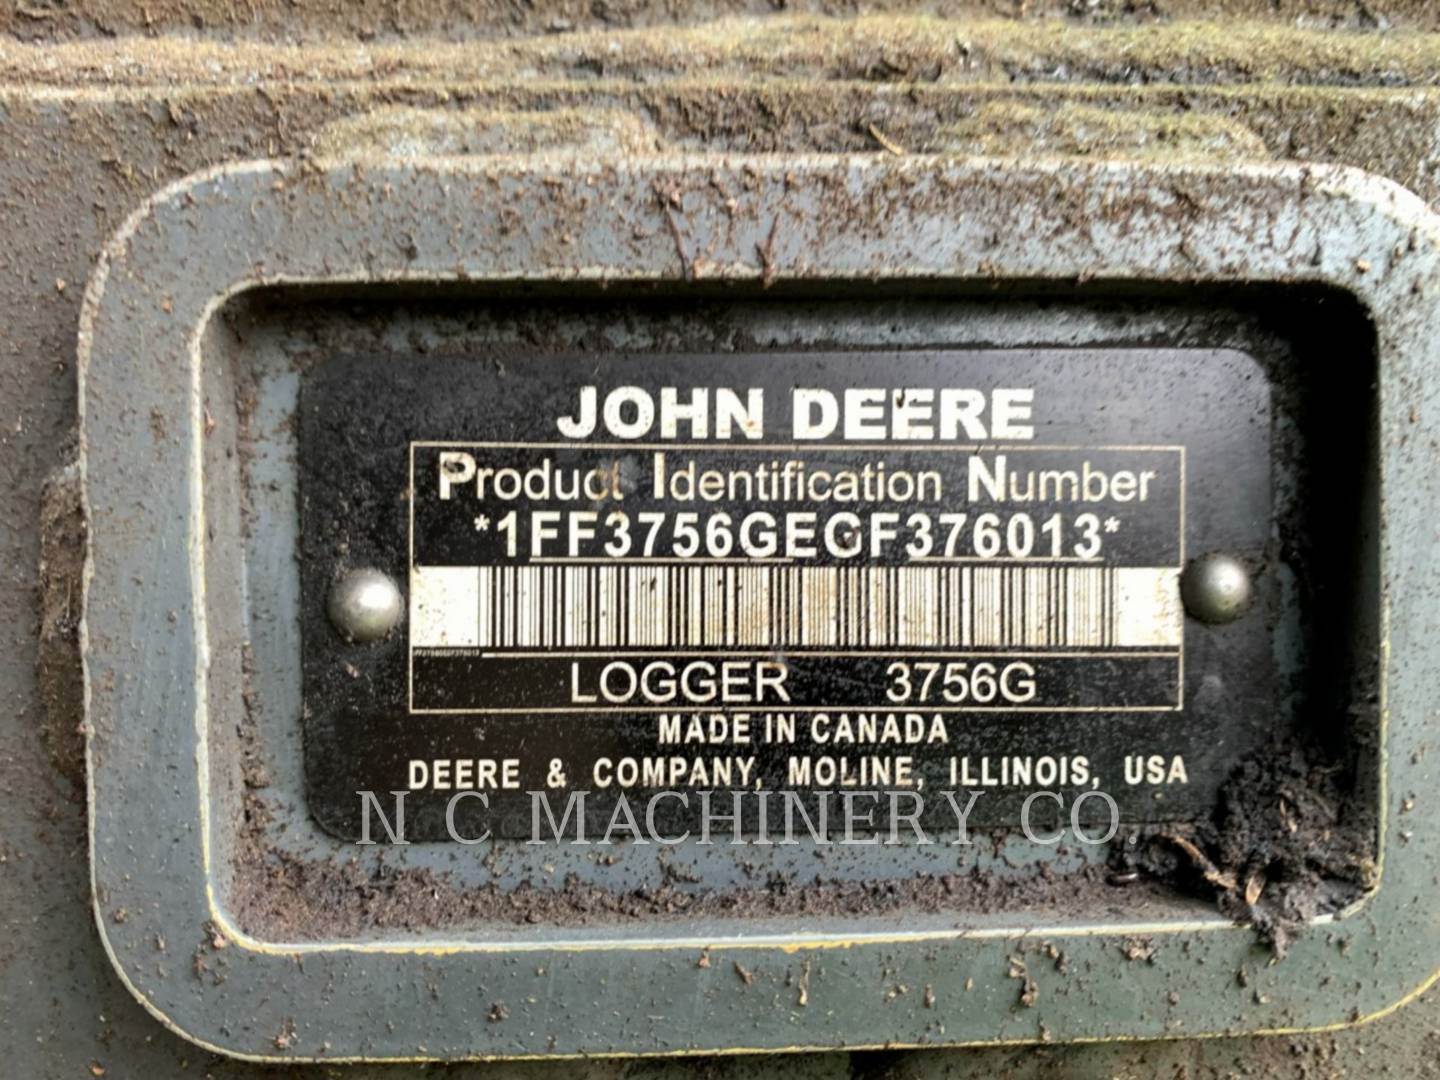 JOHN DEERE
Product Identification Number
*1FF3756GEGF376013*
LOGGER 3756G
MADE IN CANADA
DEERE & COMPANY, MOLINE, ILLINOIS, USA
N C MACHINERY CO.